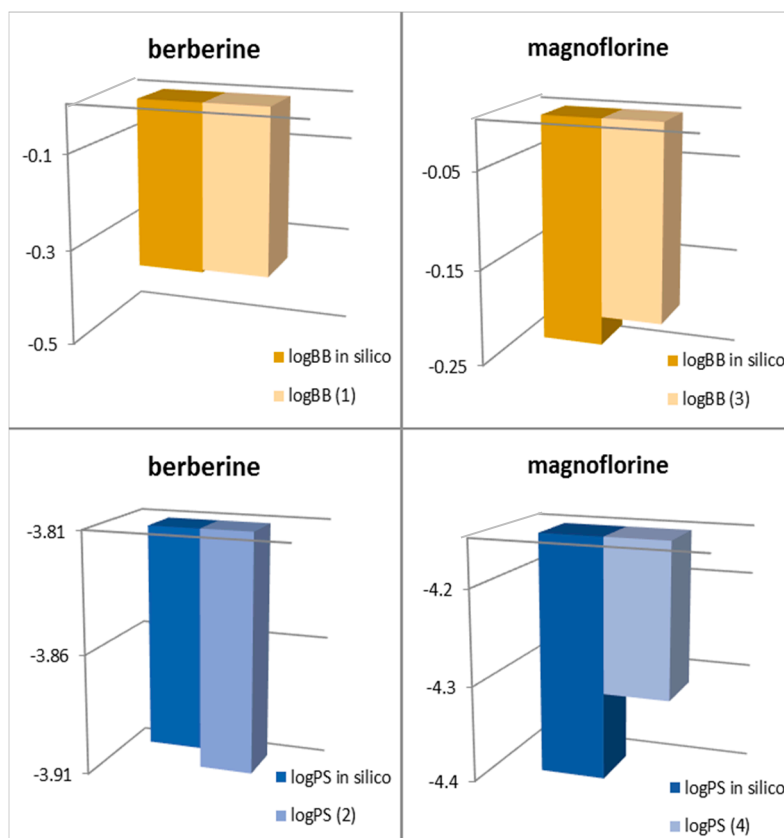 berberine
-0.1
-0.3
-0.5
logBB in silico
logBB (1)
magnoflorine
-0.05
-0.15
-0.25
logBB in silico
logBB (3)
berberine
-3.81
-3.86
-3.91
logPS in silico
logPS (2)
magnoflorine
-4.2
-4.3
-4.4
logPS in silico
logPS (4)